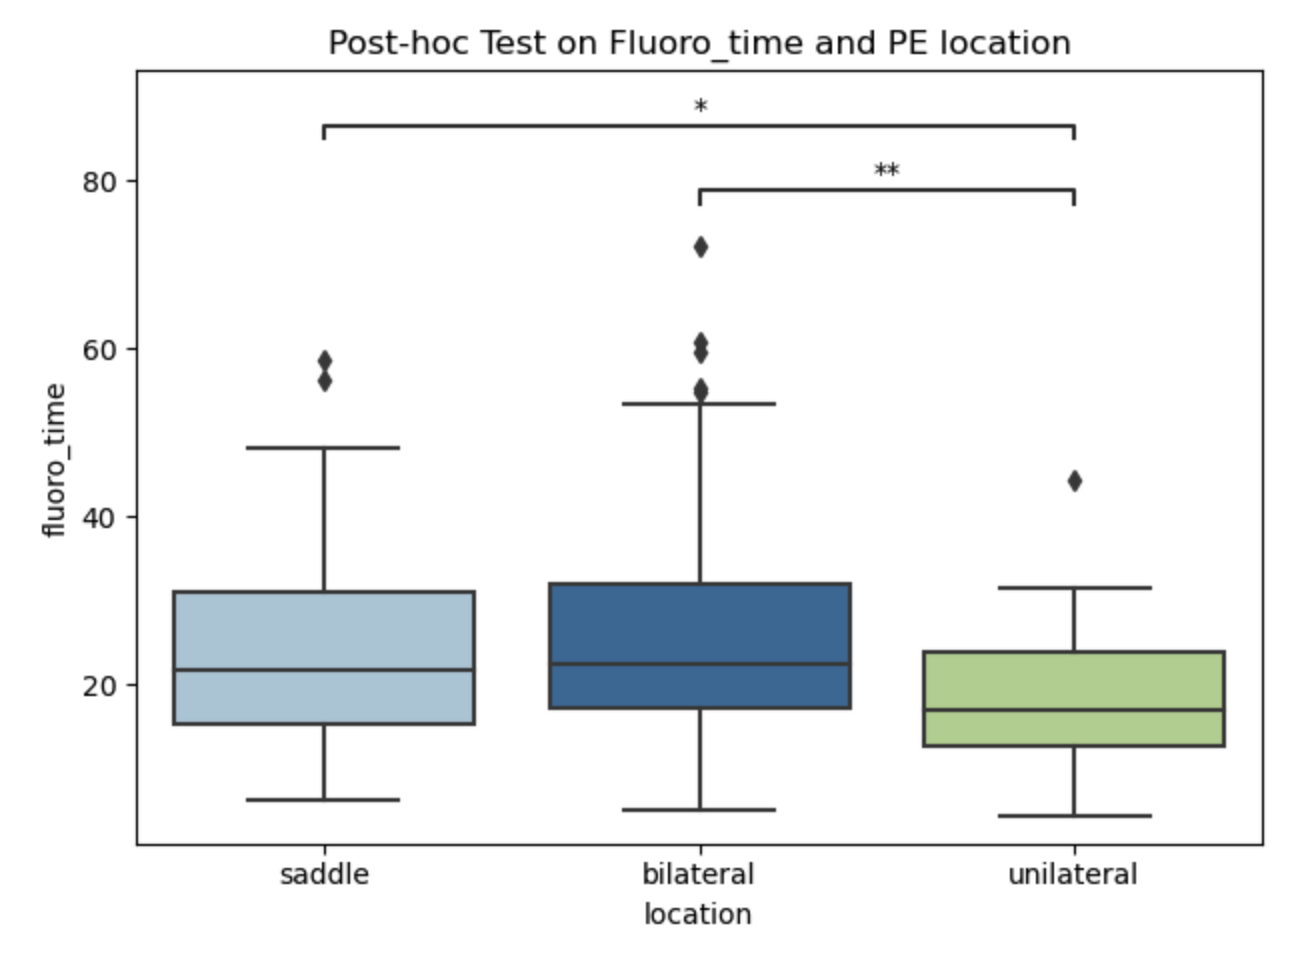 Post-hoc Test on Fluoro_time and PE location
*
**
80
60
40
20
fluoro_time
saddle bilateral unilateral
location